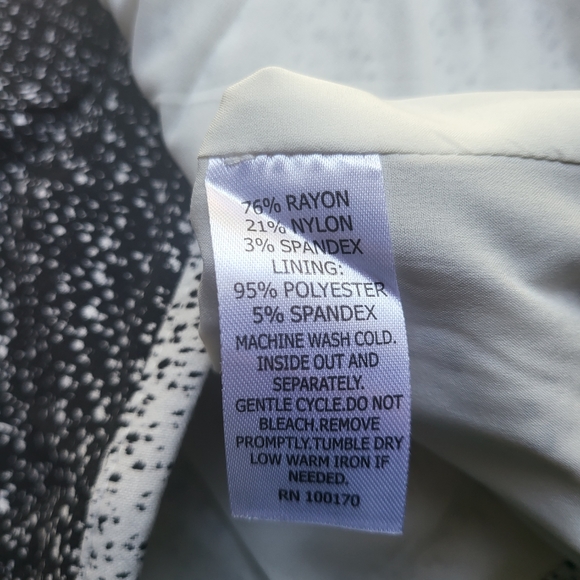 76% RAYON
21% NYLON
3% SPANDEX
LINING:
95% POLYESTER
5% SPANDEX
MACHINE WASH COLD.
INSIDE OUT AND
SEPARATELY.
GENTLE CYCLE.DO NOT
BLEACH.REMOVE
PROMPTLY.TUMBLE DRY
LOW WARM IRON IF
NEEDED.
RN 100170